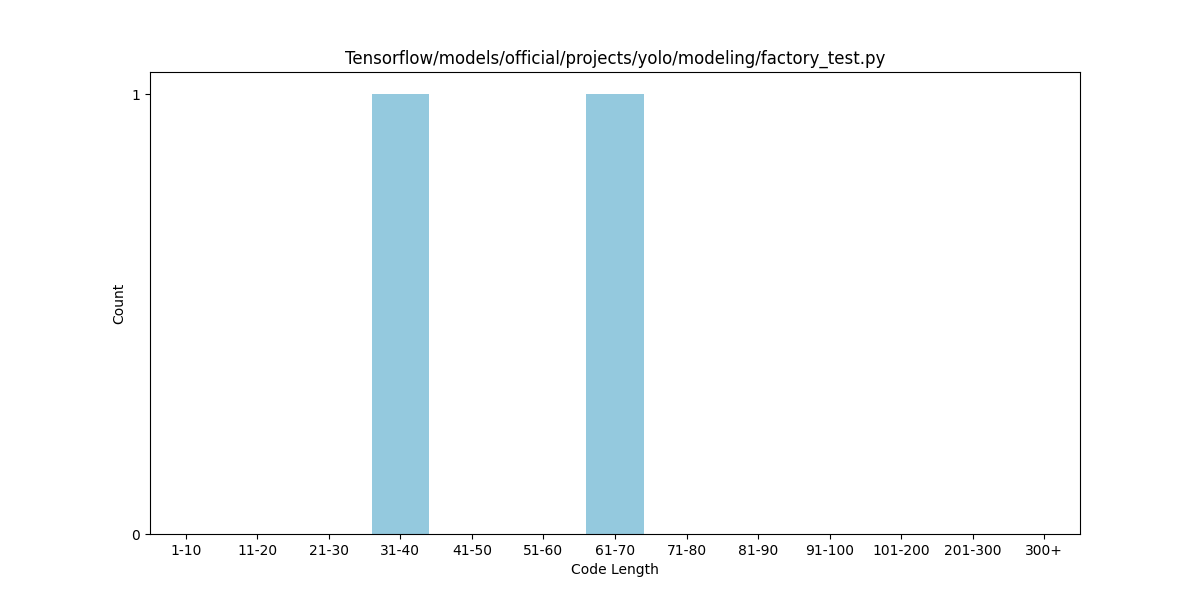 Tensorflow/models/official/projects/yolo/modeling/factory_test.py
1
Count
0
1-10 11-20 21-30 31-40 41-50 51-60 61-70 71-80 81-90 91-100 101-200 201-300 300+
Code Length